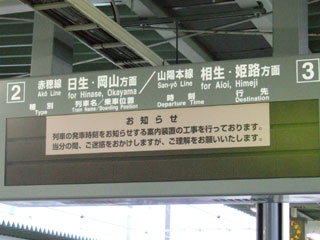 2 赤穂線 日生・岡山方面 / 山陽本線 相生・姫路方面 3
Akō Line for Hinase, Okayama San-yō Line for Aioi, Himeji
種別 列車名/乗車位置 時刻 行先
Type Train Name/Boarding Position Departure Time Destination
お知らせ
列車の発車時刻をお知らせする案内装置の工事を行っております。
当分の間、ご迷惑をおかけしますが、ご理解をお願いいたします。